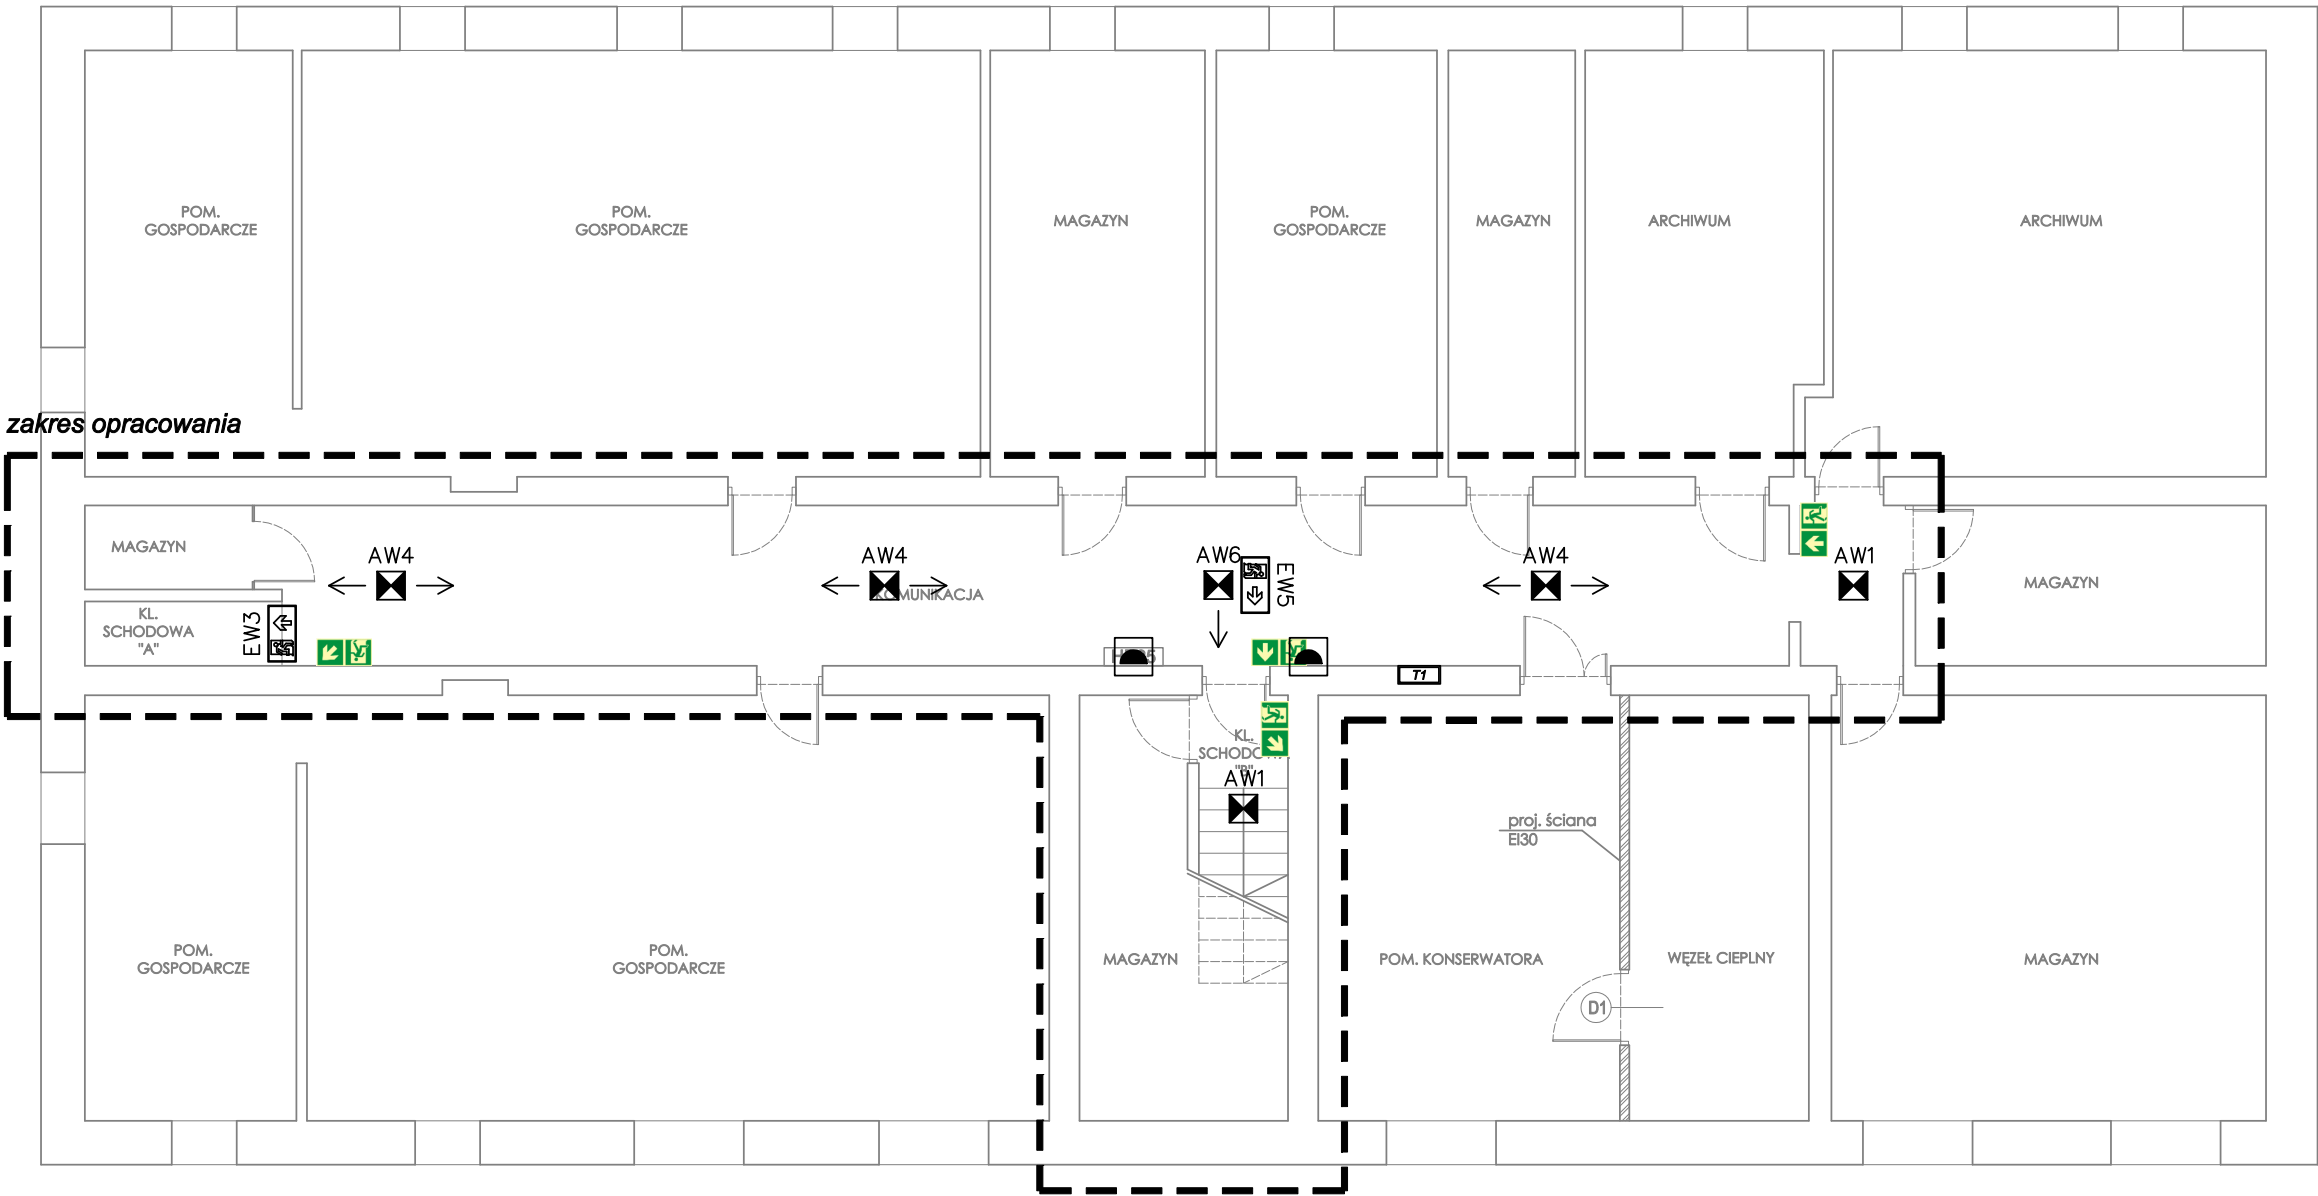 POM.
GOSPODARCZE
POM.
GOSPODARCZE
MAGAZYN
POM.
GOSPODARCZE
MAGAZYN
ARCHIWUM
ARCHIWUM
zakres opracowania
MAGAZYN
AW4
AW4
AW6
EW5
AW4
AW1
MAGAZYN
KOMUNIKACJA
KL.
SCHODOWA
"A"
EW3
T1
KL.
"B"
AW1
proj. ściana
EI30
POM.
GOSPODARCZE
POM.
GOSPODARCZE
MAGAZYN
POM. KONSERWATORA
WĘZEŁ CIEPLNY
MAGAZYN
D1